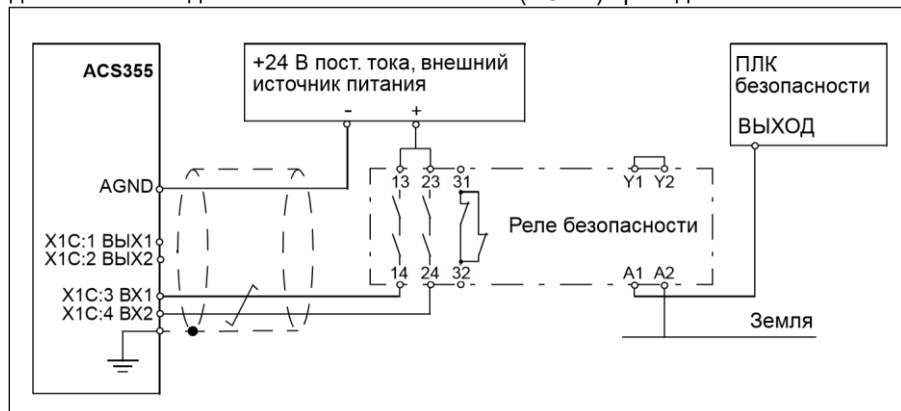 ACS355
+24 В пост. тока, внешний
источник питания
- +
ПЛК
безопасности
ВЫХОД
AGND
X1C:1 ВЫХ1
X1C:2 ВЫХ2
X1C:3 ВХ1
X1C:4 ВХ2
13 23 31
Y1 Y2
Реле безопасности
14 24 32
A1 A2
Земля